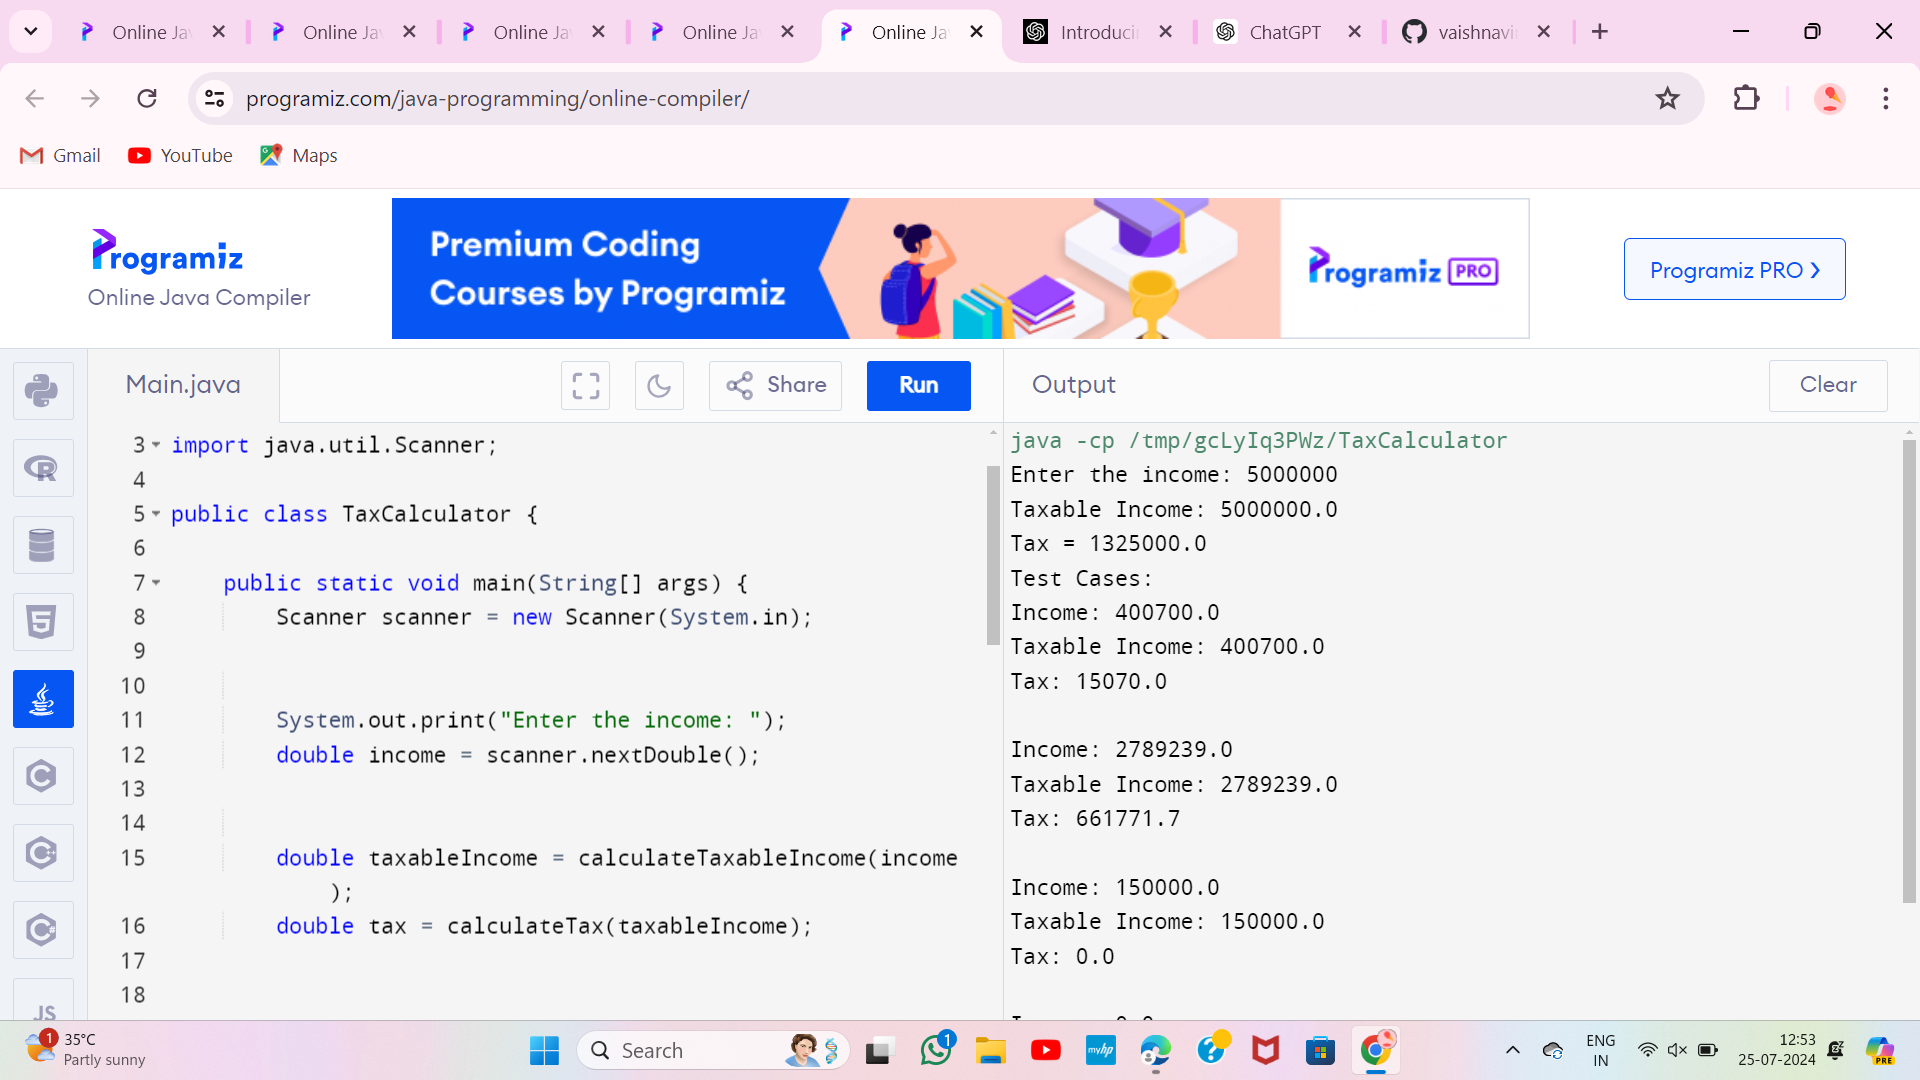 Online Ja
Online Ja
Online Ja
Online Ja
Online Ja
Introducin
ChatGPT
vaishnavi
programiz.com/java-programming/online-compiler/
Gmail
YouTube
Maps
Programiz
Online Java Compiler
Premium Coding
Courses by Programiz
Programiz PRO
Programiz PRO
Main.java
Share
Run
Output
Clear
3 import java.util.Scanner;
4
5 public class TaxCalculator {
6
7 public static void main(String[] args) {
8 Scanner scanner = new Scanner(System.in);
9
10
11 System.out.print("Enter the income: ");
12 double income = scanner.nextDouble();
13
14
15 double taxableIncome = calculateTaxableIncome(income
);
16 double tax = calculateTax(taxableIncome);
17
18
java -cp /tmp/gcLyIq3PWz/TaxCalculator
Enter the income: 5000000
Taxable Income: 5000000.0
Tax = 1325000.0
Test Cases:
Income: 400700.0
Taxable Income: 400700.0
Tax: 15070.0
Income: 2789239.0
Taxable Income: 2789239.0
Tax: 661771.7
Income: 150000.0
Taxable Income: 150000.0
Tax: 0.0
JS
1
35°C
Partly sunny
Search
1
myhp
ENG
IN
12:53
25-07-2024
PRE